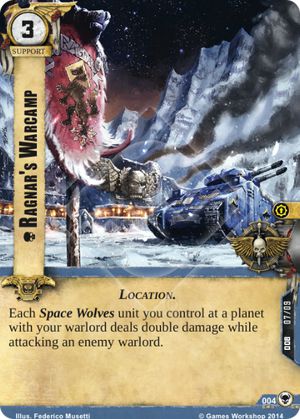 3
SUPPORT
Ragnar's Warcamp
Location.
Each Space Wolves unit you control at a planet
with your warlord deals double damage while
attacking an enemy warlord.
008 07/09
004
Illus. Federico Musetti
© Games Workshop 2014